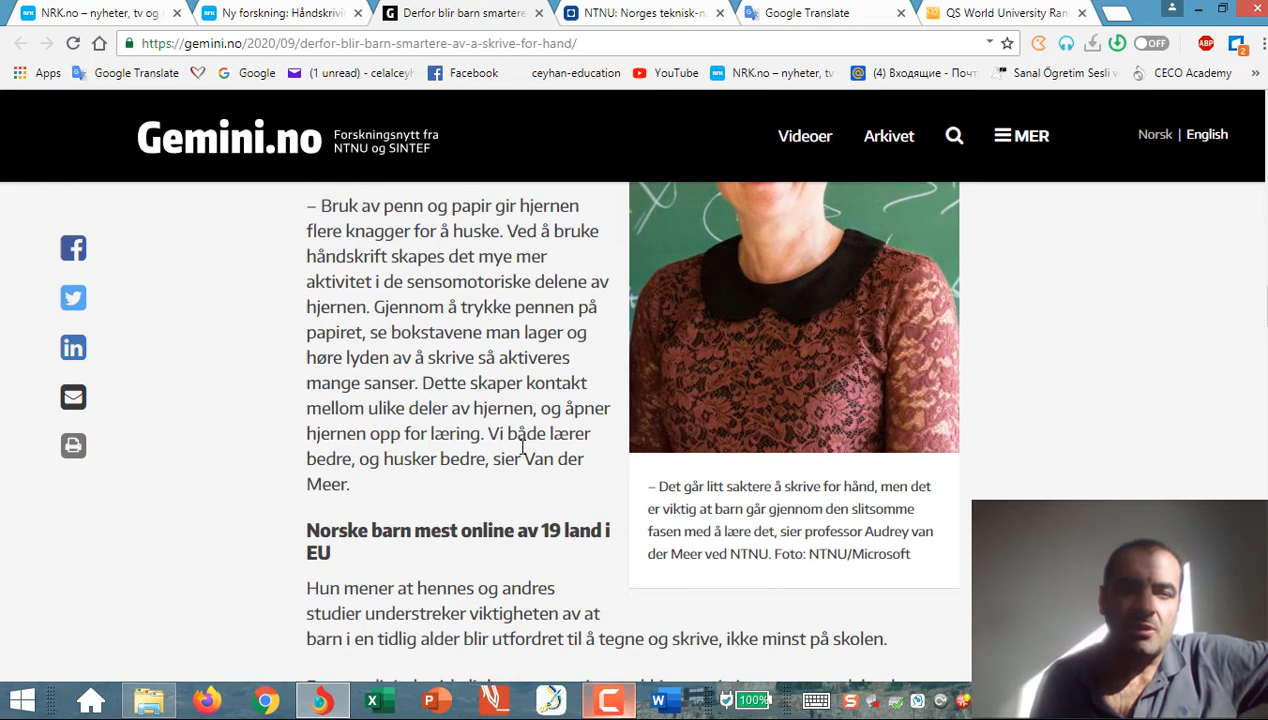 NRK.no – nyheter, tv og r
Ny forskning: Håndskrivi
Derfor blir barn smartere
NTNU: Norges teknisk-n
Google Translate
QS World University Ran
https://gemini.no/2020/09/derfor-blir-barn-smartere-av-a-skrive-for-hand/
OFF
ABP
2
Apps
Google Translate
Google
(1 unread) - celalcey
Facebook
ceyhan-education
YouTube
NRK.no – nyheter, tv
(4) Входящие - Почт
Sanal Ögretim Sesli
CECO Academy
»
Gemini.no
Forskningsnytt fra
NTNU og SINTEF
Videoer
Arkivet
MER
Norsk | English
– Bruk av penn og papir gir hjernen
flere knagger for å huske. Ved å bruke
håndskrift skapes det mye mer
aktivitet i de sensomotoriske delene av
hjernen. Gjennom å trykke pennen på
papiret, se bokstavene man lager og
høre lyden av å skrive så aktiveres
mange sanser. Dette skaper kontakt
mellom ulike deler av hjernen, og åpner
hjernen opp for læring. Vi både lærer
bedre, og husker bedre, sier Van der
Meer.
– Det går litt saktere å skrive for hånd, men det
er viktig at barn går gjennom den slitsomme
fasen med å lære det, sier professor Audrey van
der Meer ved NTNU. Foto: NTNU/Microsoft
Norske barn mest online av 19 land i
EU
Hun mener at hennes og andres
studier understreker viktigheten av at
barn i en tidlig alder blir utfordret til å tegne og skrive, ikke minst på skolen.
100%